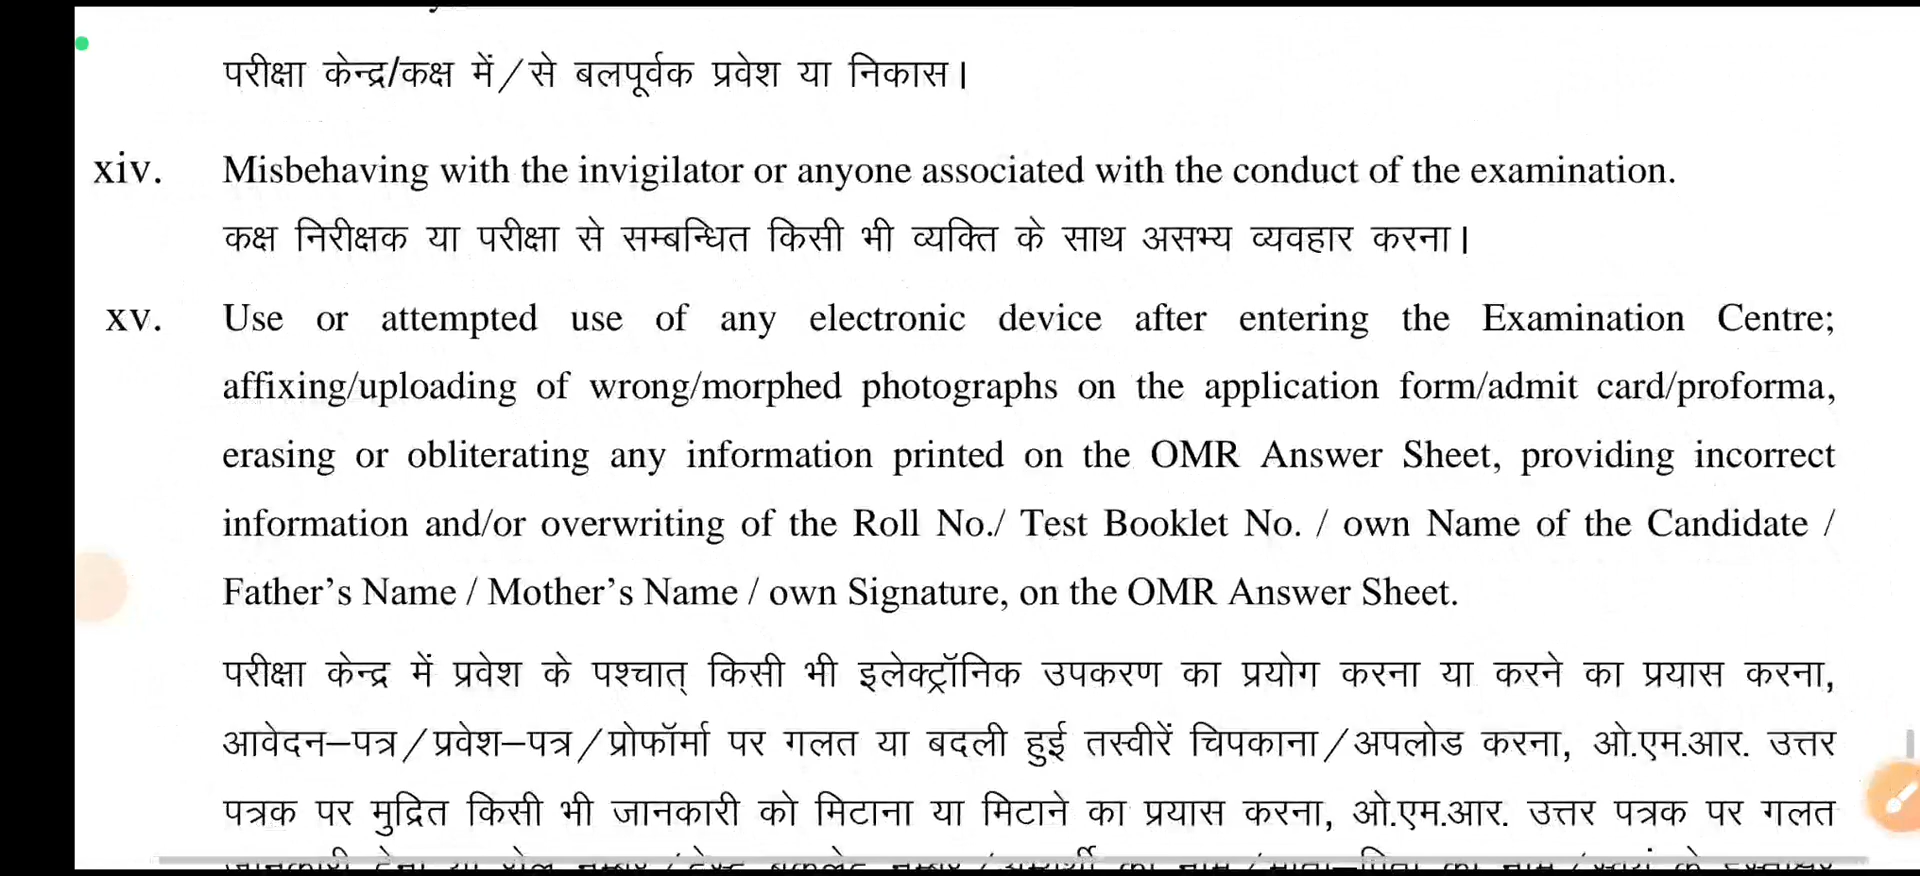 परीक्षा केन्द्र/कक्ष में/से बलपूर्वक प्रवेश या निकास।
xiv. Misbehaving with the invigilator or anyone associated with the conduct of the examination.
कक्ष निरीक्षक या परीक्षा से सम्बन्धित किसी भी व्यक्ति के साथ असभ्य व्यवहार करना।
xv. Use or attempted use of any electronic device after entering the Examination Centre;
affixing/uploading of wrong/morphed photographs on the application form/admit card/proforma,
erasing or obliterating any information printed on the OMR Answer Sheet, providing incorrect
information and/or overwriting of the Roll No./ Test Booklet No. / own Name of the Candidate /
Father’s Name / Mother’s Name / own Signature, on the OMR Answer Sheet.
परीक्षा केन्द्र में प्रवेश के पश्चात् किसी भी इलेक्ट्रॉनिक उपकरण का प्रयोग करना या करने का प्रयास करना,
आवेदन–पत्र/प्रवेश–पत्र/प्रोफॉर्मा पर गलत या बदली हुई तस्वीरें चिपकाना/अपलोड करना, ओ.एम.आर. उत्तर
पत्रक पर मुद्रित किसी भी जानकारी को मिटाना या मिटाने का प्रयास करना, ओ.एम.आर. उत्तर पत्रक पर गलत